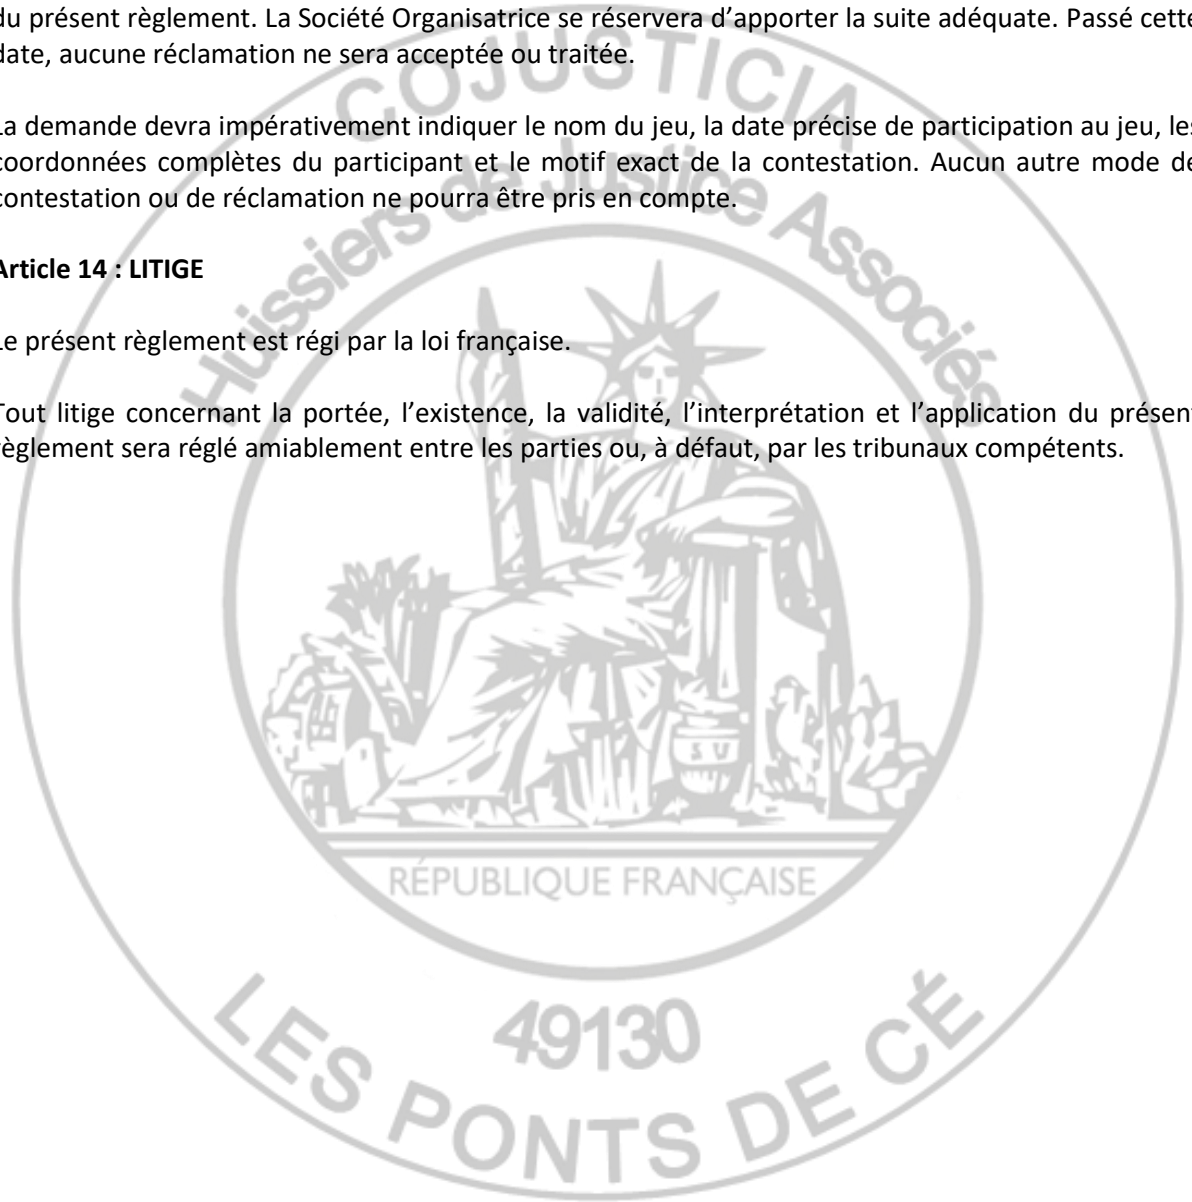 du présent règlement. La Société Organisatrice se réservera d’apporter la suite adéquate. Passé cette
date, aucune réclamation ne sera acceptée ou traitée.
La demande devra impérativement indiquer le nom du jeu, la date précise de participation au jeu, les
coordonnées complètes du participant et le motif exact de la contestation. Aucun autre mode de
contestation ou de réclamation ne pourra être pris en compte.
Article 14 : LITIGE
Le présent règlement est régi par la loi française.
Tout litige concernant la portée, l’existence, la validité, l’interprétation et l’application du présent
règlement sera réglé amiablement entre les parties ou, à défaut, par les tribunaux compétents.
COJUSTICIA
Huissiers de Justice Associés
SU
RÉPUBLIQUE FRANÇAISE
49130
LES PONTS DE CÉ